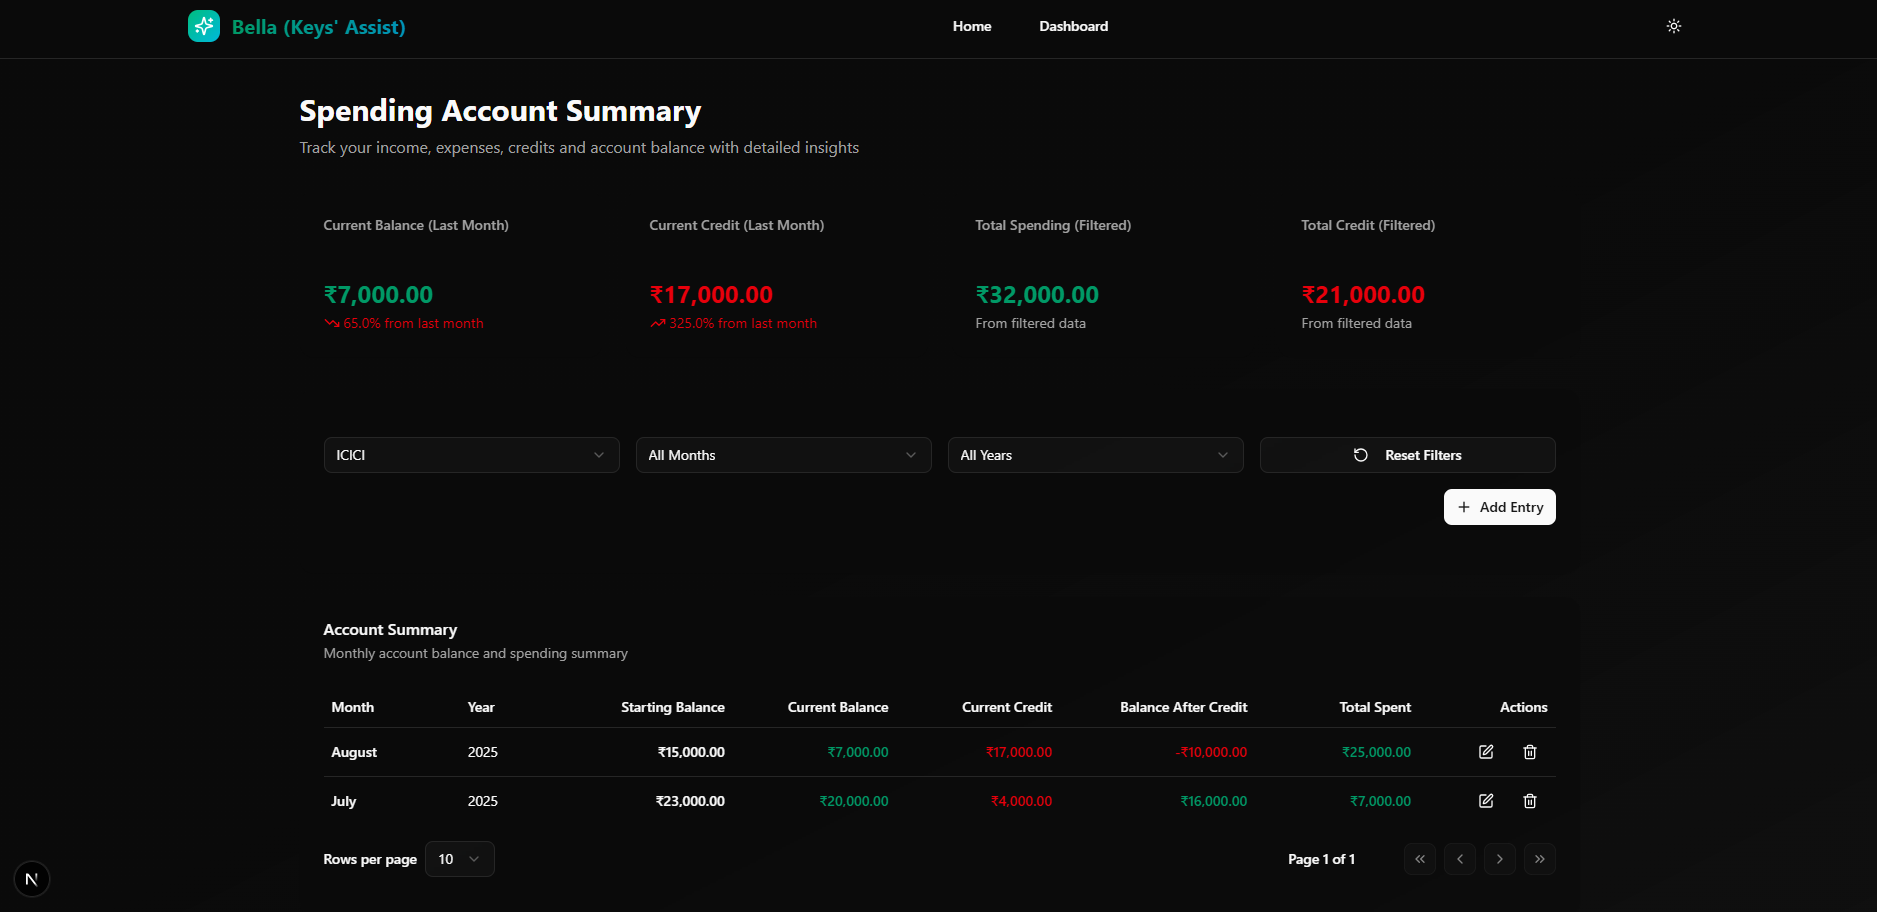 Bella (Keys' Assist)
Home
Dashboard
Spending Account Summary
Track your income, expenses, credits and account balance with detailed insights
Current Balance (Last Month)
₹7,000.00
65.0% from last month
Current Credit (Last Month)
₹17,000.00
325.0% from last month
Total Spending (Filtered)
₹32,000.00
From filtered data
Total Credit (Filtered)
₹21,000.00
From filtered data
ICICI
All Months
All Years
Reset Filters
Add Entry
Account Summary
Monthly account balance and spending summary
Month Year Starting Balance Current Balance Current Credit Balance After Credit Total Spent Actions
August 2025 ₹15,000.00 ₹7,000.00 ₹17,000.00 -₹10,000.00 ₹25,000.00
July 2025 ₹23,000.00 ₹20,000.00 ₹4,000.00 ₹16,000.00 ₹7,000.00
Rows per page 10
Page 1 of 1
N